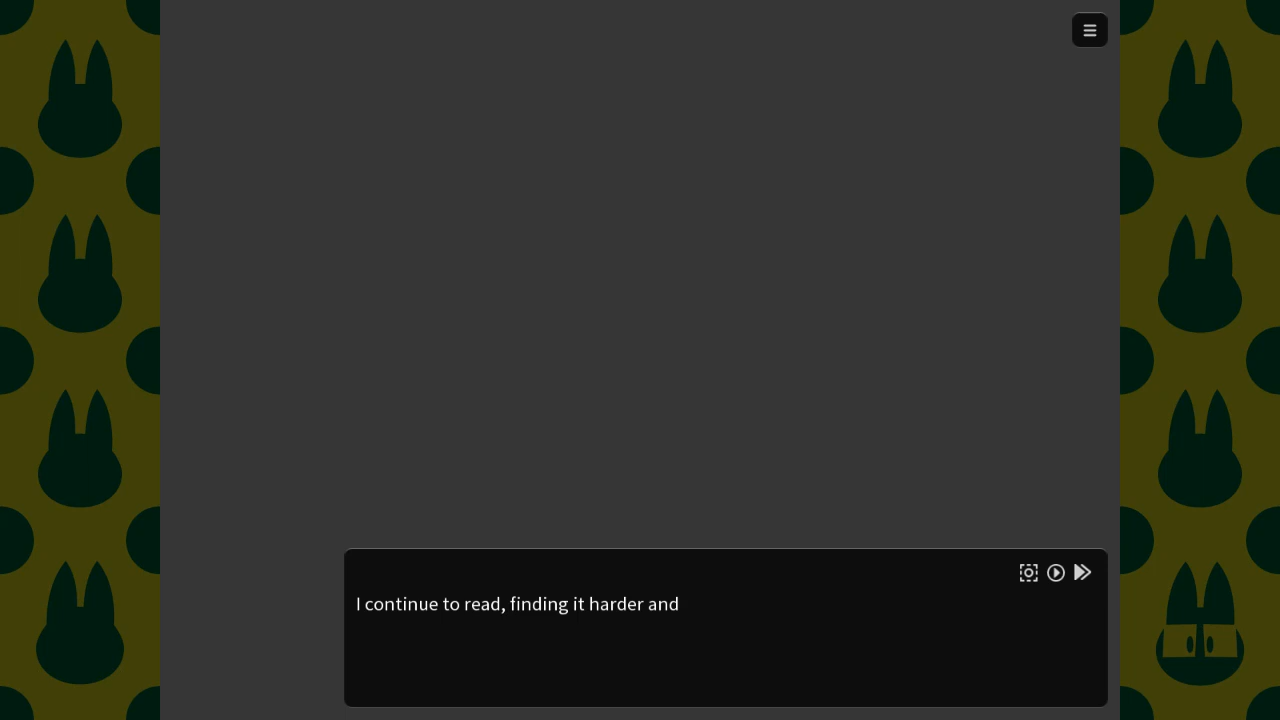 I continue to read, finding it harder and